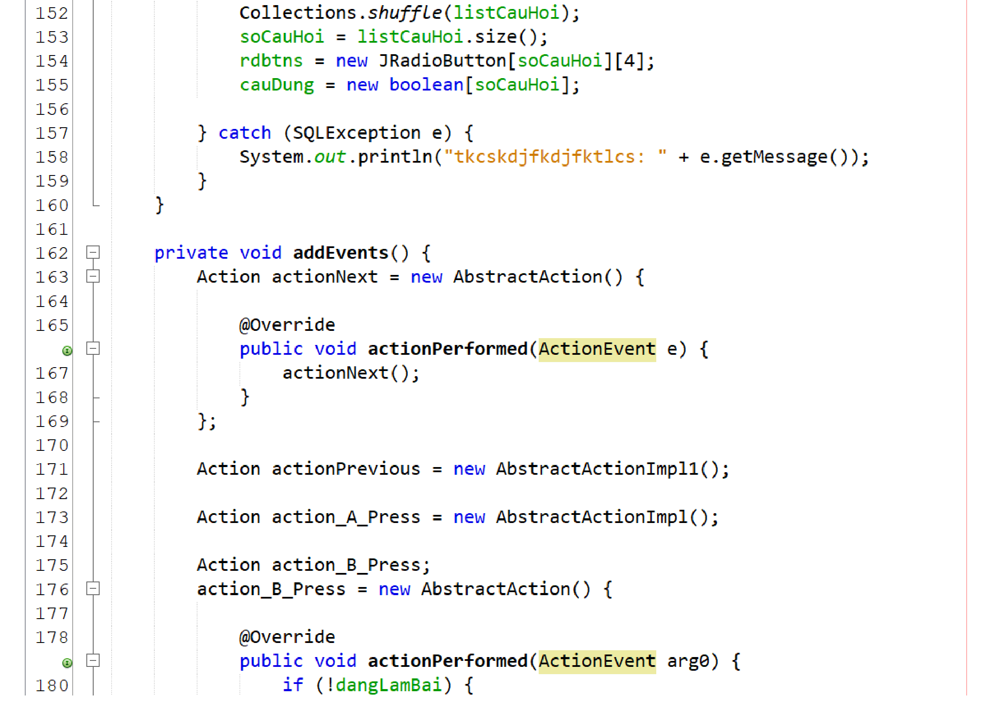 152 Collections.shuffle(listCauHoi);
153 soCauHoi = listCauHoi.size();
154 rdbtns = new JRadioButton[soCauHoi][4];
155 cauDung = new boolean[soCauHoi];
156
157 } catch (SQLException e) {
158 System.out.println("tkcskdjfkdjfktlcs: " + e.getMessage());
159 }
160 }
161
162 private void addEvents() {
163 Action actionNext = new AbstractAction() {
164
165 @Override
public void actionPerformed(ActionEvent e) {
167 actionNext();
168 }
169 };
170
171 Action actionPrevious = new AbstractActionImpl1();
172
173 Action action_A_Press = new AbstractActionImpl();
174
175 Action action_B_Press;
176 action_B_Press = new AbstractAction() {
177
178 @Override
public void actionPerformed(ActionEvent arg0) {
180 if (!dangLamBai) {